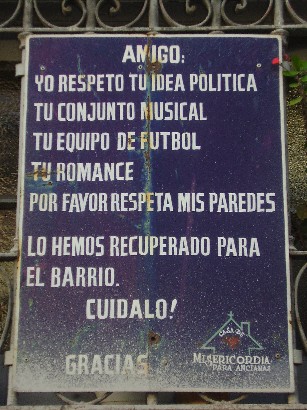 AMIGO:
YO RESPETO TU IDEA POLITICA
TU CONJUNTO MUSICAL
TU EQUIPO DE FUTBOL
TU ROMANCE
POR FAVOR RESPETA MIS PAREDES
LO HEMOS RECUPERADO PARA
EL BARRIO.
CUIDALO!
GRACIAS
CASA DE
MISERICORDIA
PARA ANCIANAS